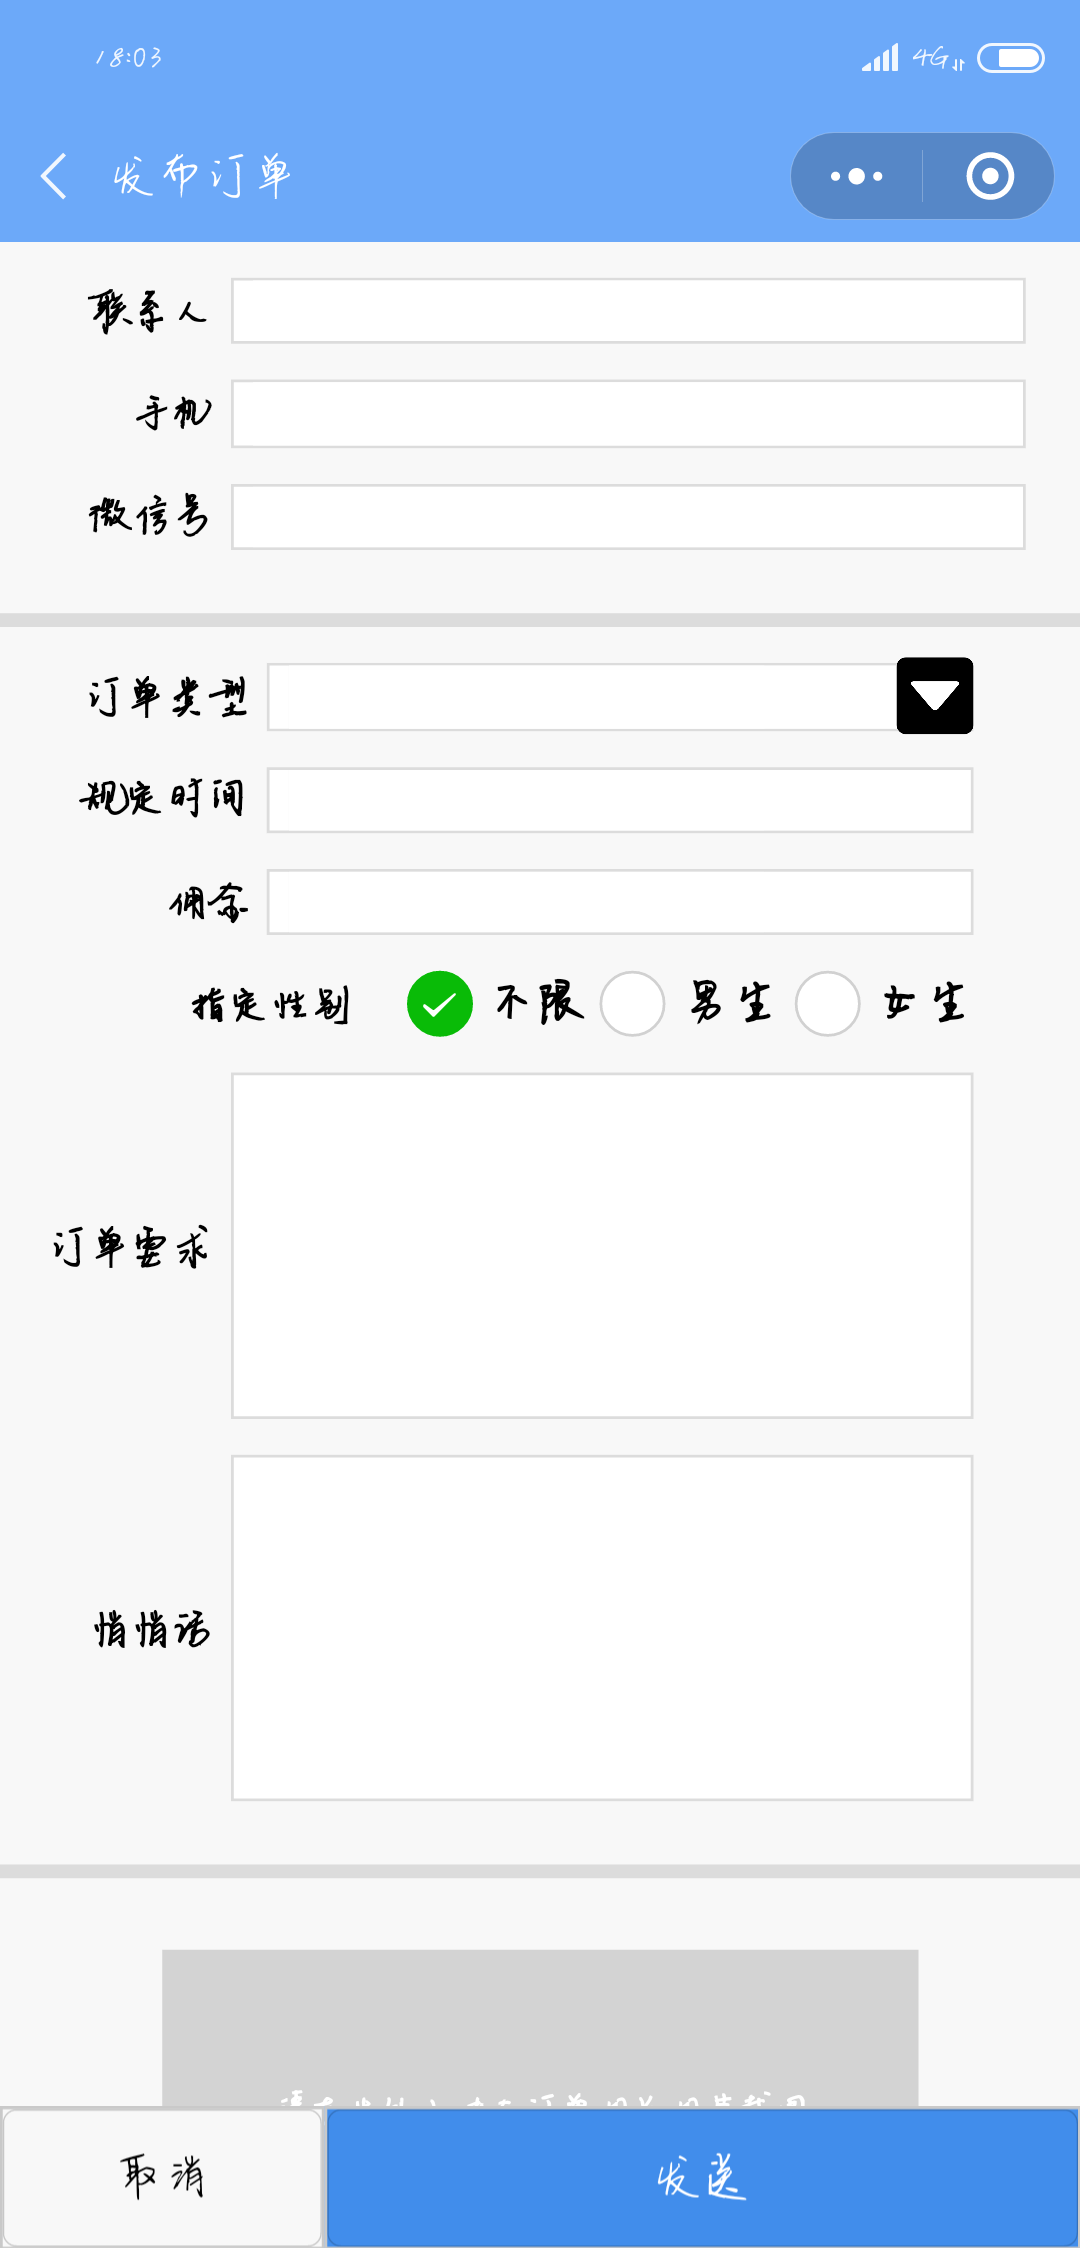 18:03 4G
发布订单
联系人
手机
微信号
订单类型
规定时间
佣金
指定性别 不限 男生 女生
订单要求
悄悄话
取消 发送